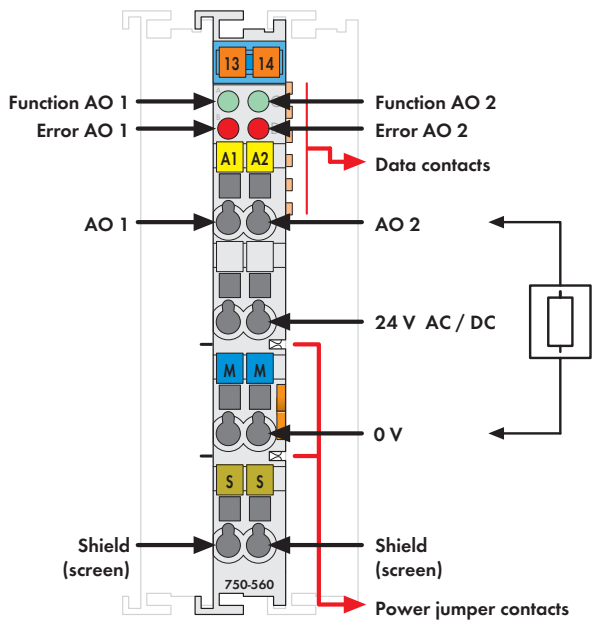 13 14
A C
Function AO 1
Function AO 2
B
Error AO 1
Error AO 2
A1 A2
Data contacts
AO 1
AO 2
24 V AC / DC
M M
0 V
S S
Shield
(screen)
Shield
(screen)
750-560
Power jumper contacts